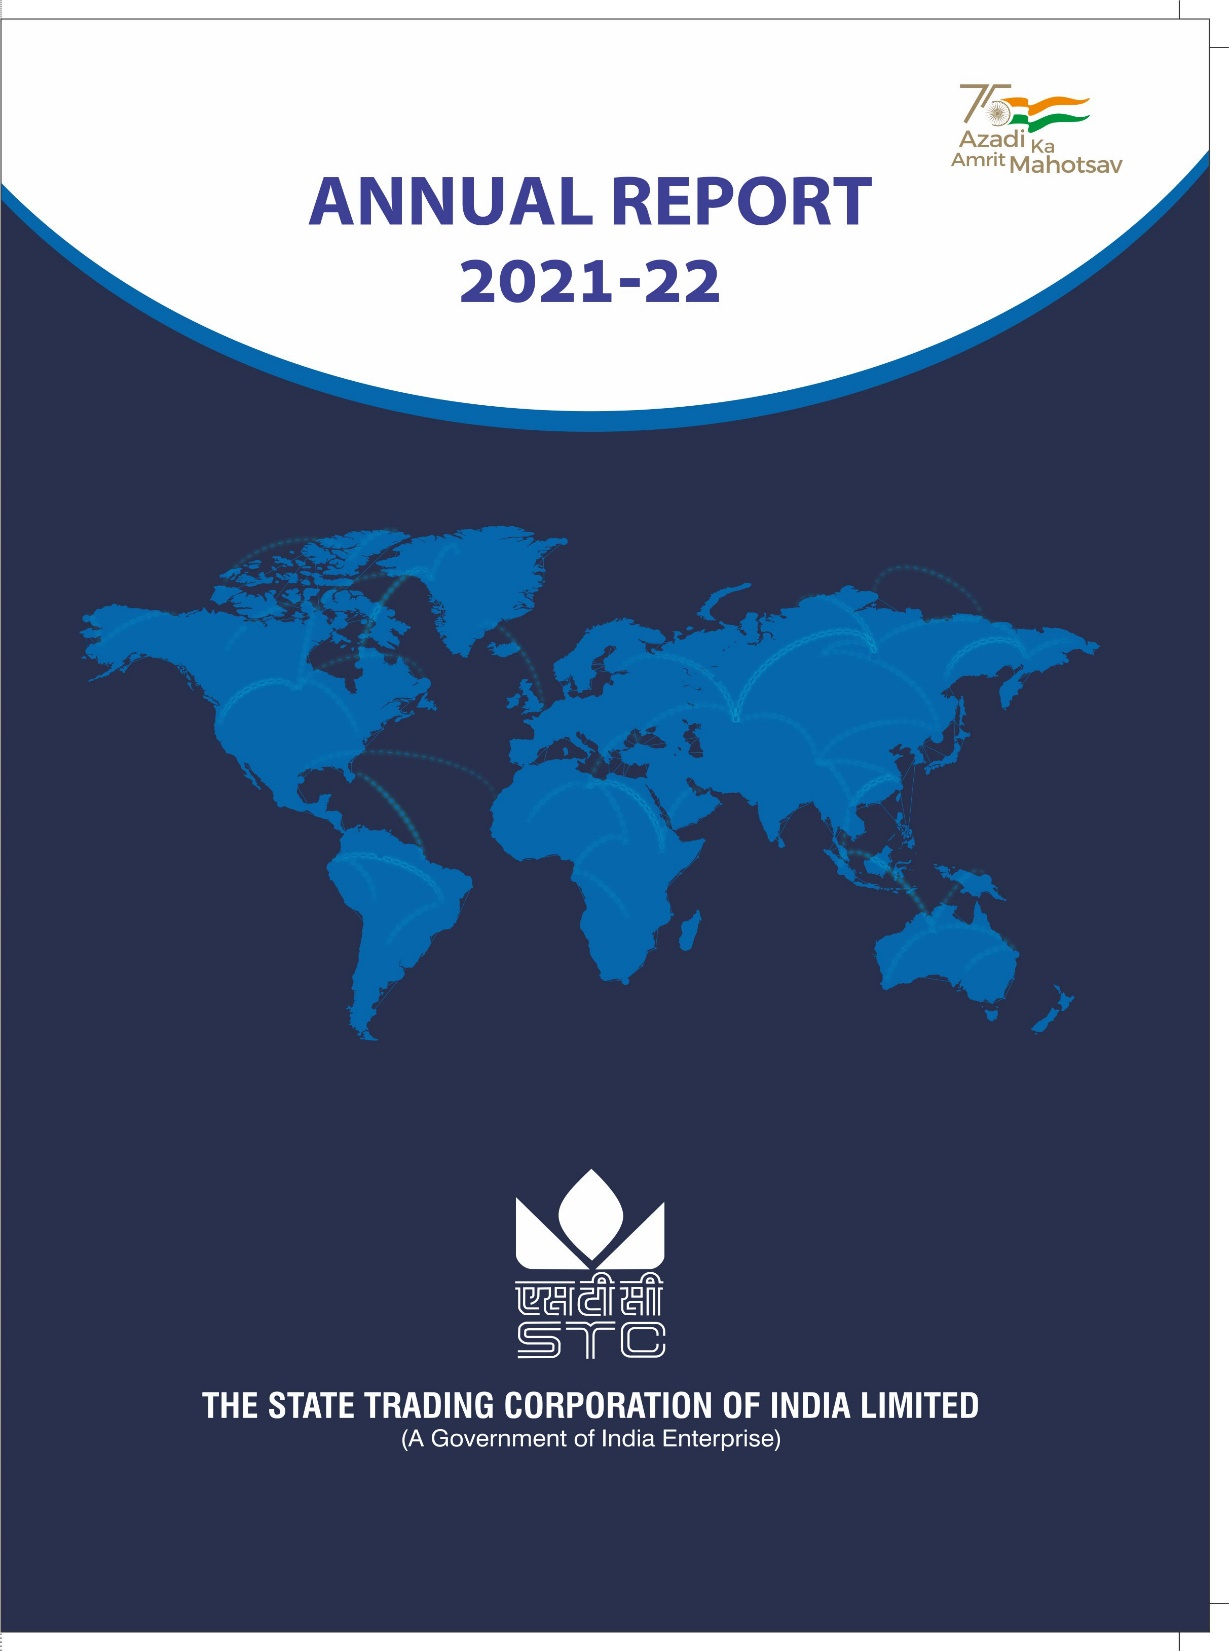 75
Azadi Ka
Amrit Mahotsav
ANNUAL REPORT
2021-22
एसटीसी
STC
THE STATE TRADING CORPORATION OF INDIA LIMITED
(A Government of India Enterprise)